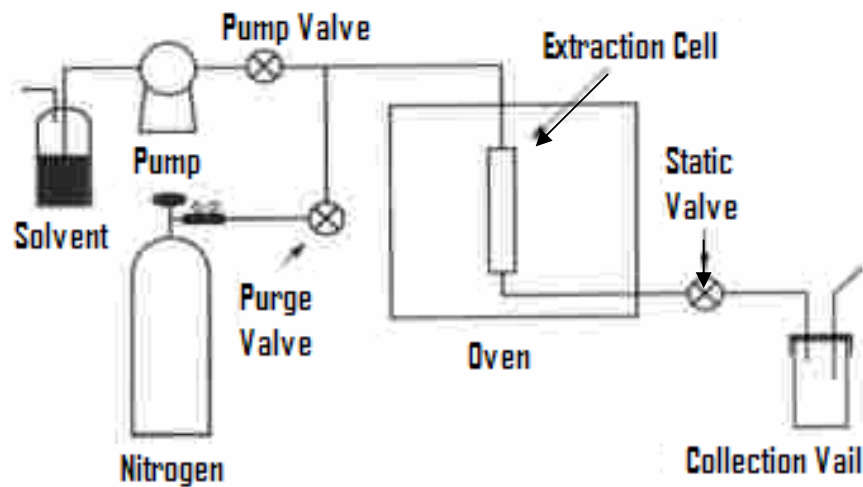 Pump Valve
Extraction Cell
Pump
Static
Valve
Solvent
Purge
Valve
Oven
Nitrogen
Collection Vail